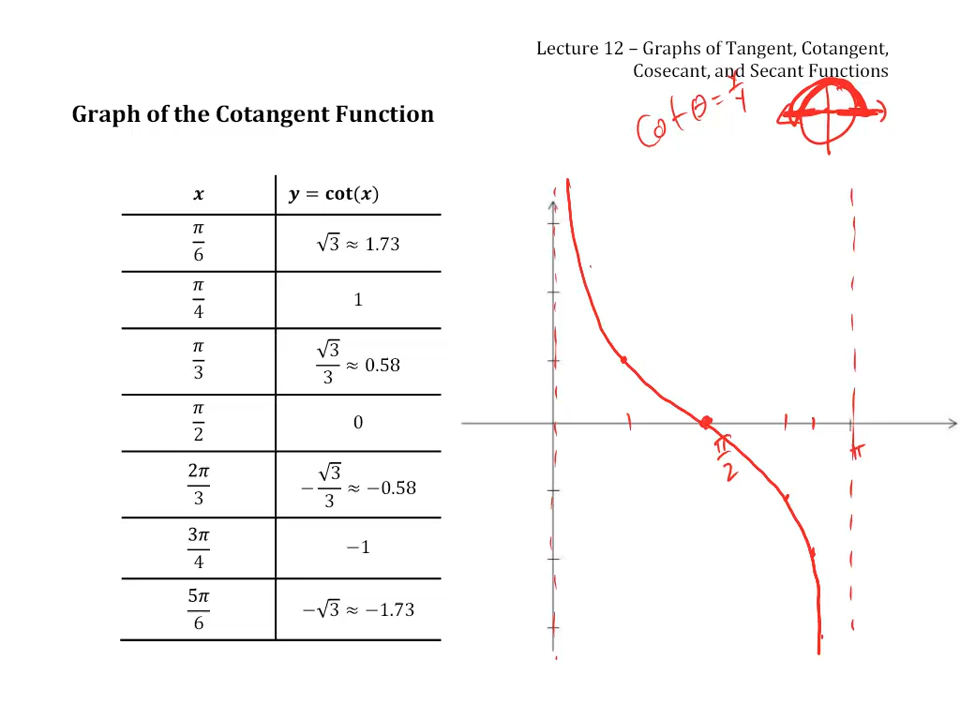 Lecture 12 – Graphs of Tangent, Cotangent,
Cosecant, and Secant Functions
Graph of the Cotangent Function
cot θ = x/y
x y = cot(x)
π/6 √3 ≈ 1.73
π/4 1
π/3 √3/3 ≈ 0.58
π/2 0
2π/3 −√3/3 ≈ −0.58
3π/4 −1
5π/6 −√3 ≈ −1.73
π/2
π